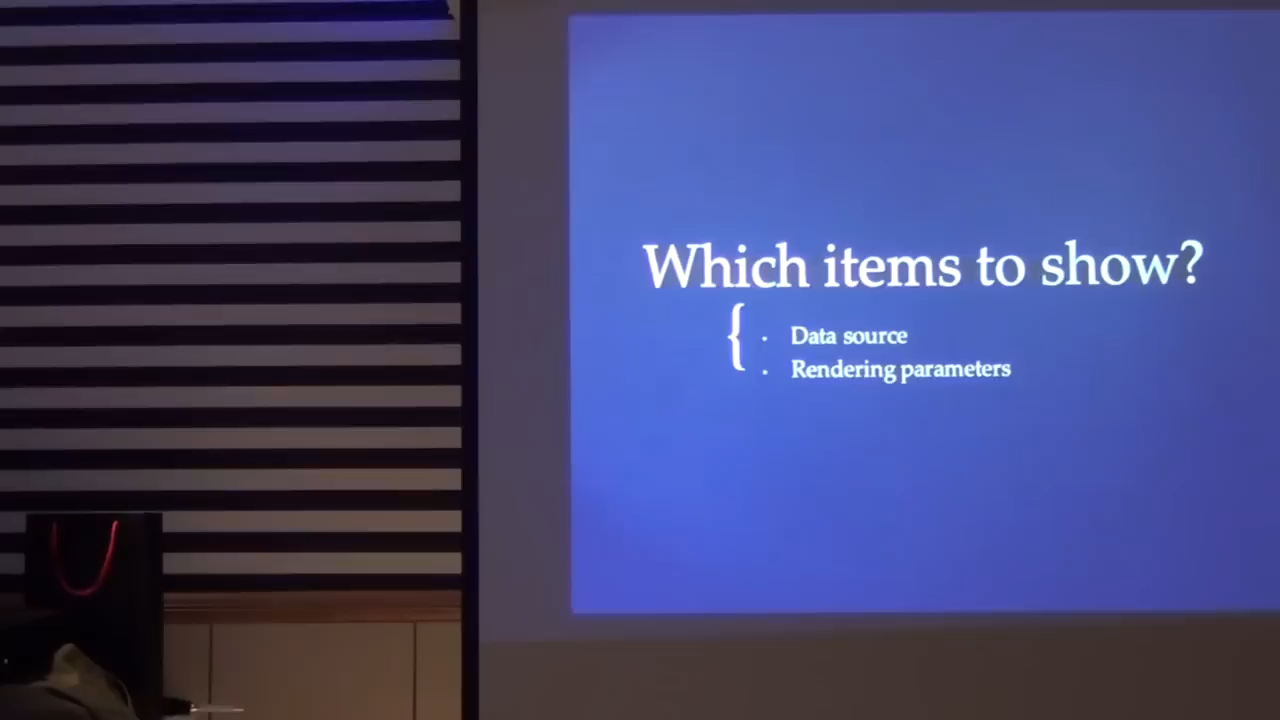 Which items to show?
{
· Data source
· Rendering parameters